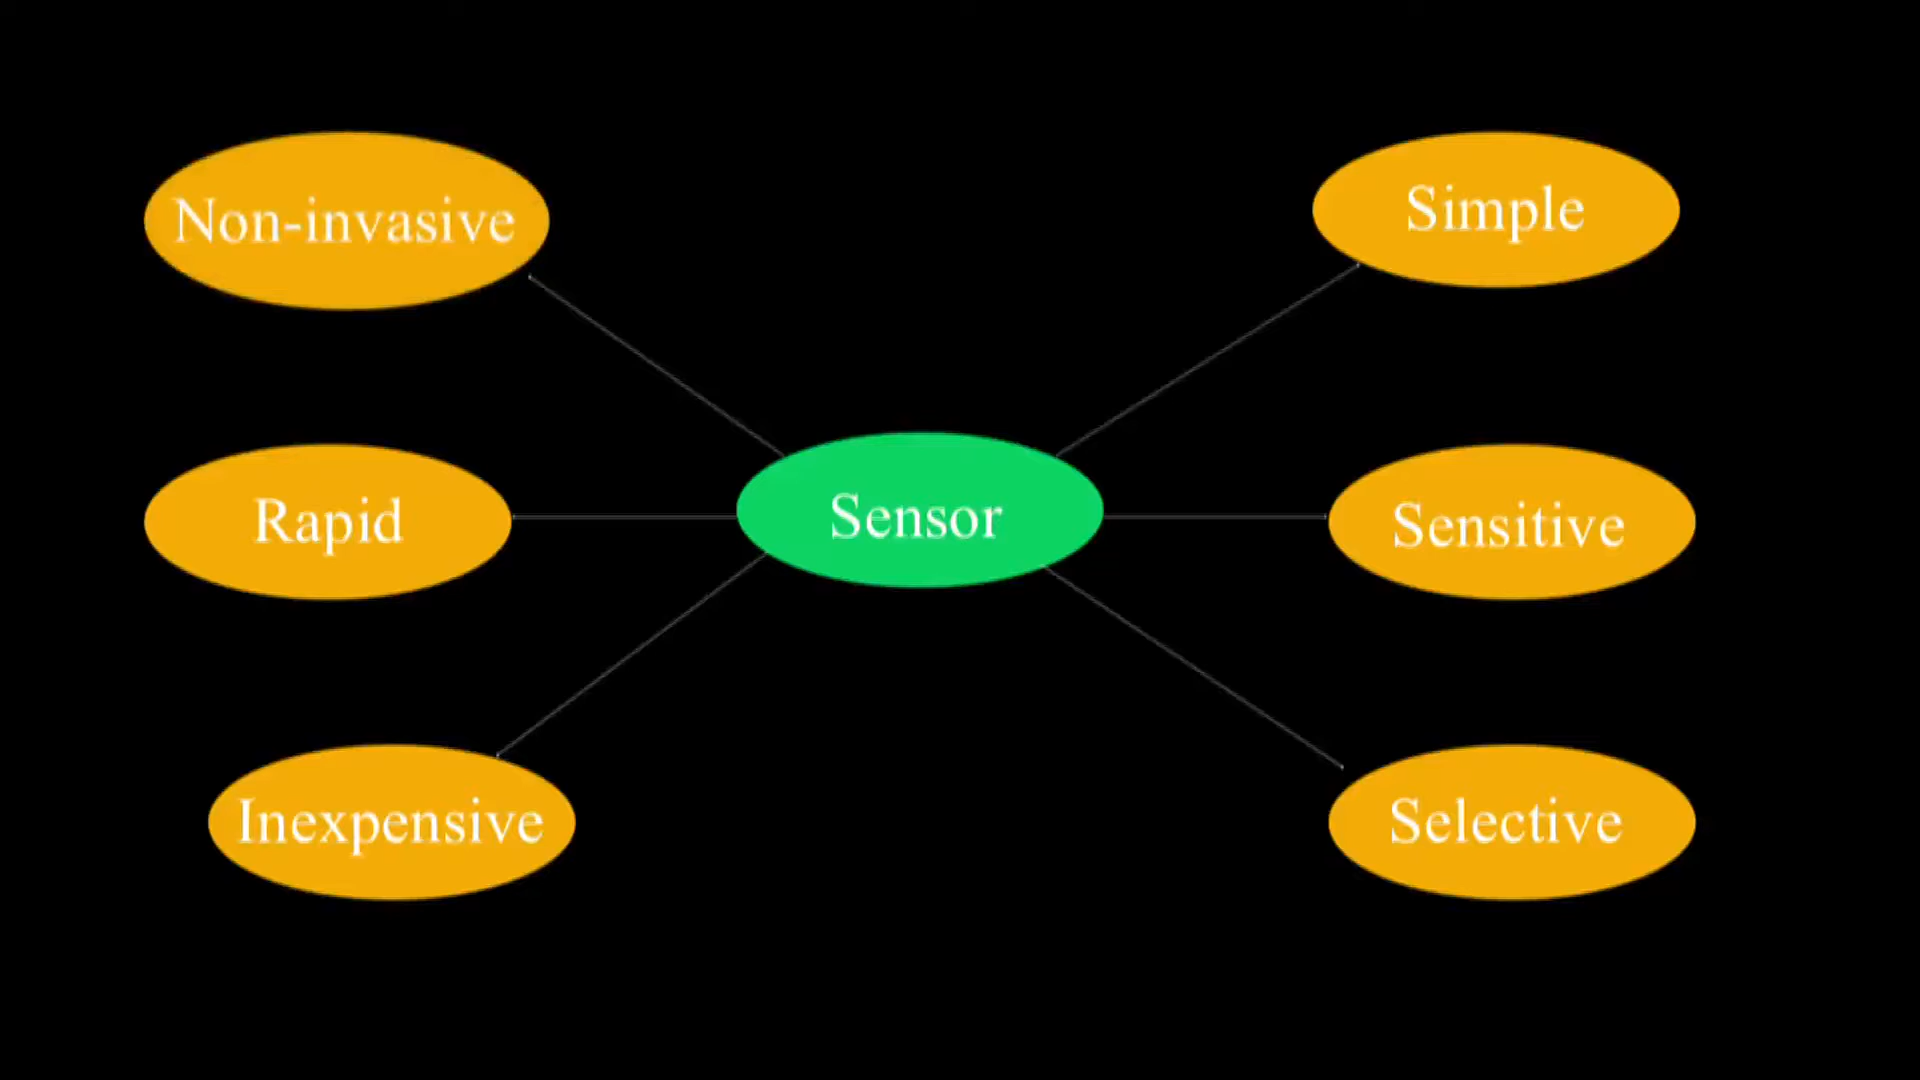 Non-invasive
Simple
Rapid
Sensor
Sensitive
Inexpensive
Selective